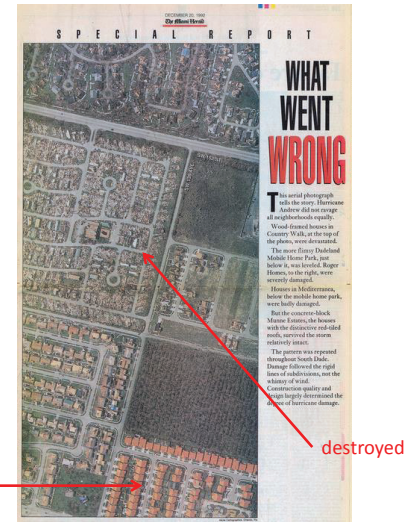 DECEMBER 20, 1992
The Miami Herald
SPECIAL REPORT
WHAT
WENT
WRONG
This aerial photograph
tells the story. Hurricane
Andrew did not ravage
all neighborhoods equally.
Wood-framed houses in
Country Walk, at the top of
the photo, were devastated.
The more flimsy Dadeland
Mobile Home Park, just
below it, was leveled. Roger
Homes, to the right, were
severely damaged.
Houses in Mediterranea,
below the mobile home park,
were badly damaged.
But the concrete-block
Munne Estates, the houses
with the distinctive red-tiled
roofs, survived the storm
relatively intact.
The pattern was repeated
throughout South Dade.
Damage followed the rigid
lines of subdivisions, not the
whimsy of wind.
Construction quality and
design largely determined the
degree of hurricane damage.
destroyed